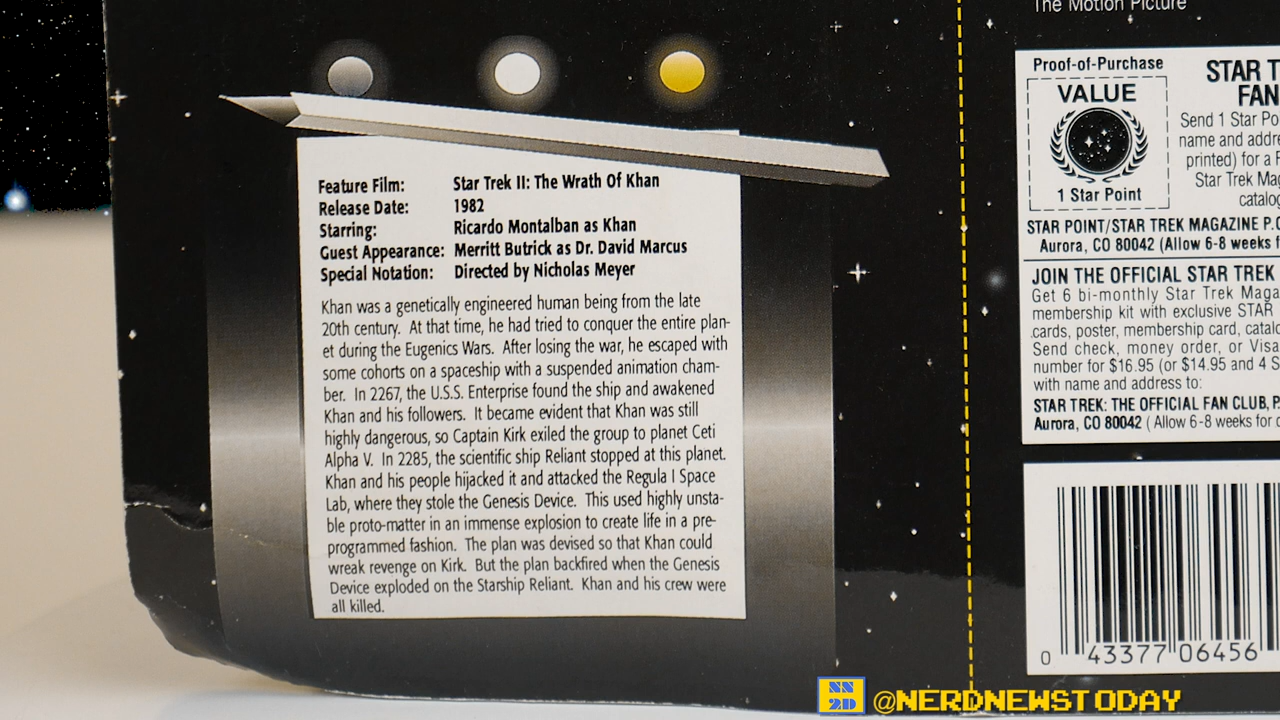 Feature Film: Star Trek II: The Wrath Of Khan
Release Date: 1982
Starring: Ricardo Montalban as Khan
Guest Appearance: Merritt Butrick as Dr. David Marcus
Special Notation: Directed by Nicholas Meyer
Khan was a genetically engineered human being from the late
20th century. At that time, he had tried to conquer the entire plan-
et during the Eugenics Wars. After losing the war, he escaped with
some cohorts on a spaceship with a suspended animation cham-
ber. In 2267, the U.S.S. Enterprise found the ship and awakened
Khan and his followers. It became evident that Khan was still
highly dangerous, so Captain Kirk exiled the group to planet Ceti
Alpha V. In 2285, the scientific ship Reliant stopped at this planet.
Khan and his people hijacked it and attacked the Regula I Space
Lab, where they stole the Genesis Device. This used highly unsta-
ble proto-matter in an immense explosion to create life in a pre-
programmed fashion. The plan was devised so that Khan could
wreak revenge on Kirk. But the plan backfired when the Genesis
Device exploded on the Starship Reliant. Khan and his crew were
all killed.
The Motion Picture
Proof-of-Purchase
VALUE
1 Star Point
STAR T
FAN
Send 1 Star Po
name and addre
printed) for a F
Star Trek Mag
catalog
STAR POINT/STAR TREK MAGAZINE P.O
Aurora, CO 80042 (Allow 6-8 weeks f
JOIN THE OFFICIAL STAR TREK
Get 6 bi-monthly Star Trek Maga
membership kit with exclusive STAR
cards, poster, membership card, catalo
Send check, money order, or Visa
number for $16.95 (or $14.95 and 4 S
with name and address to:
STAR TREK: THE OFFICIAL FAN CLUB, P.
Aurora, CO 80042 (Allow 6-8 weeks for d
0 43377 06456
NN
2D
@NERDNEWSTODAY